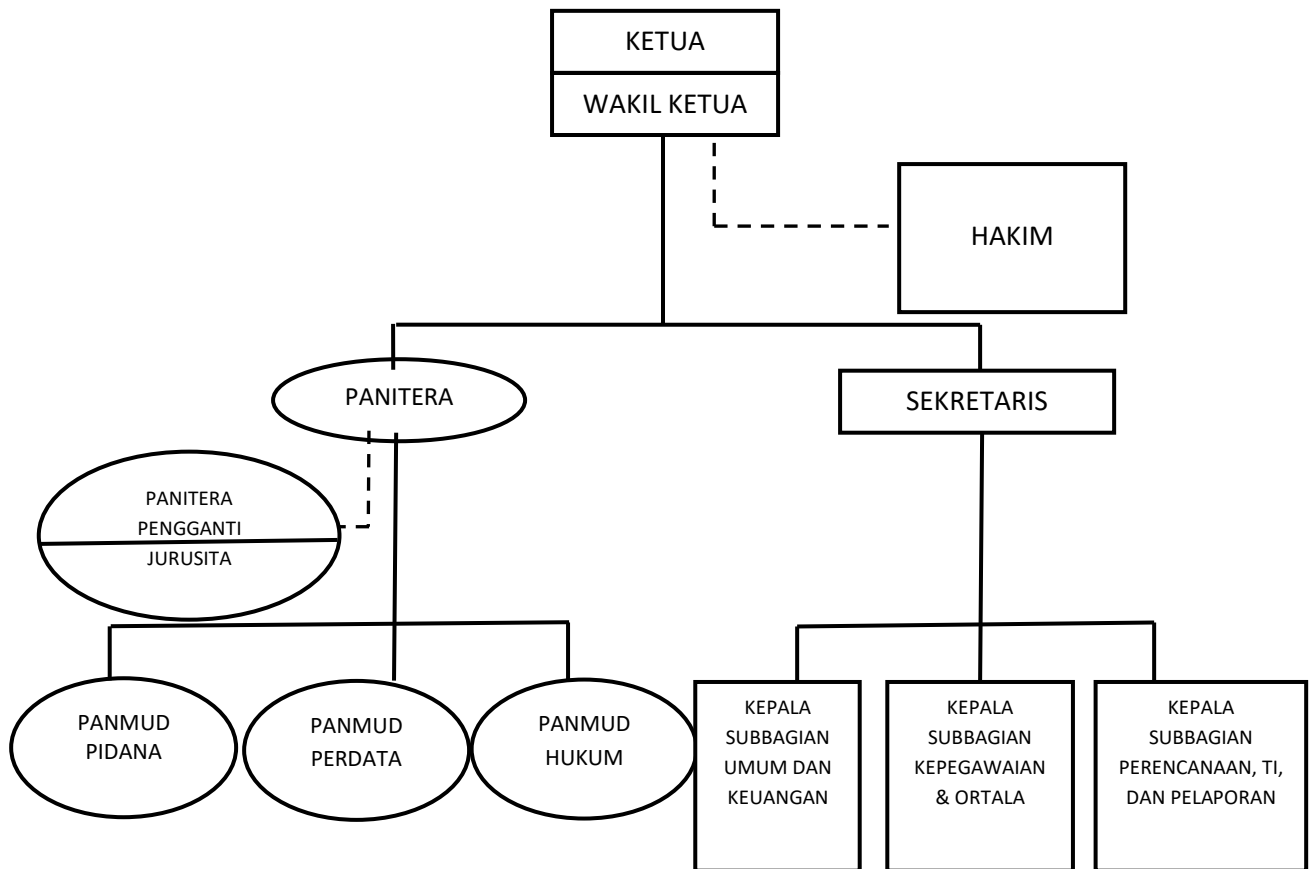 KETUA
WAKIL KETUA
HAKIM
PANITERA
SEKRETARIS
PANITERA
PENGGANTI
JURUSITA
PANMUD
PIDANA
PANMUD
PERDATA
PANMUD
HUKUM
KEPALA
SUBBAGIAN
UMUM DAN
KEUANGAN
KEPALA
SUBBAGIAN
KEPEGAWAIAN
& ORTALA
KEPALA
SUBBAGIAN
PERENCANAAN, TI,
DAN PELAPORAN